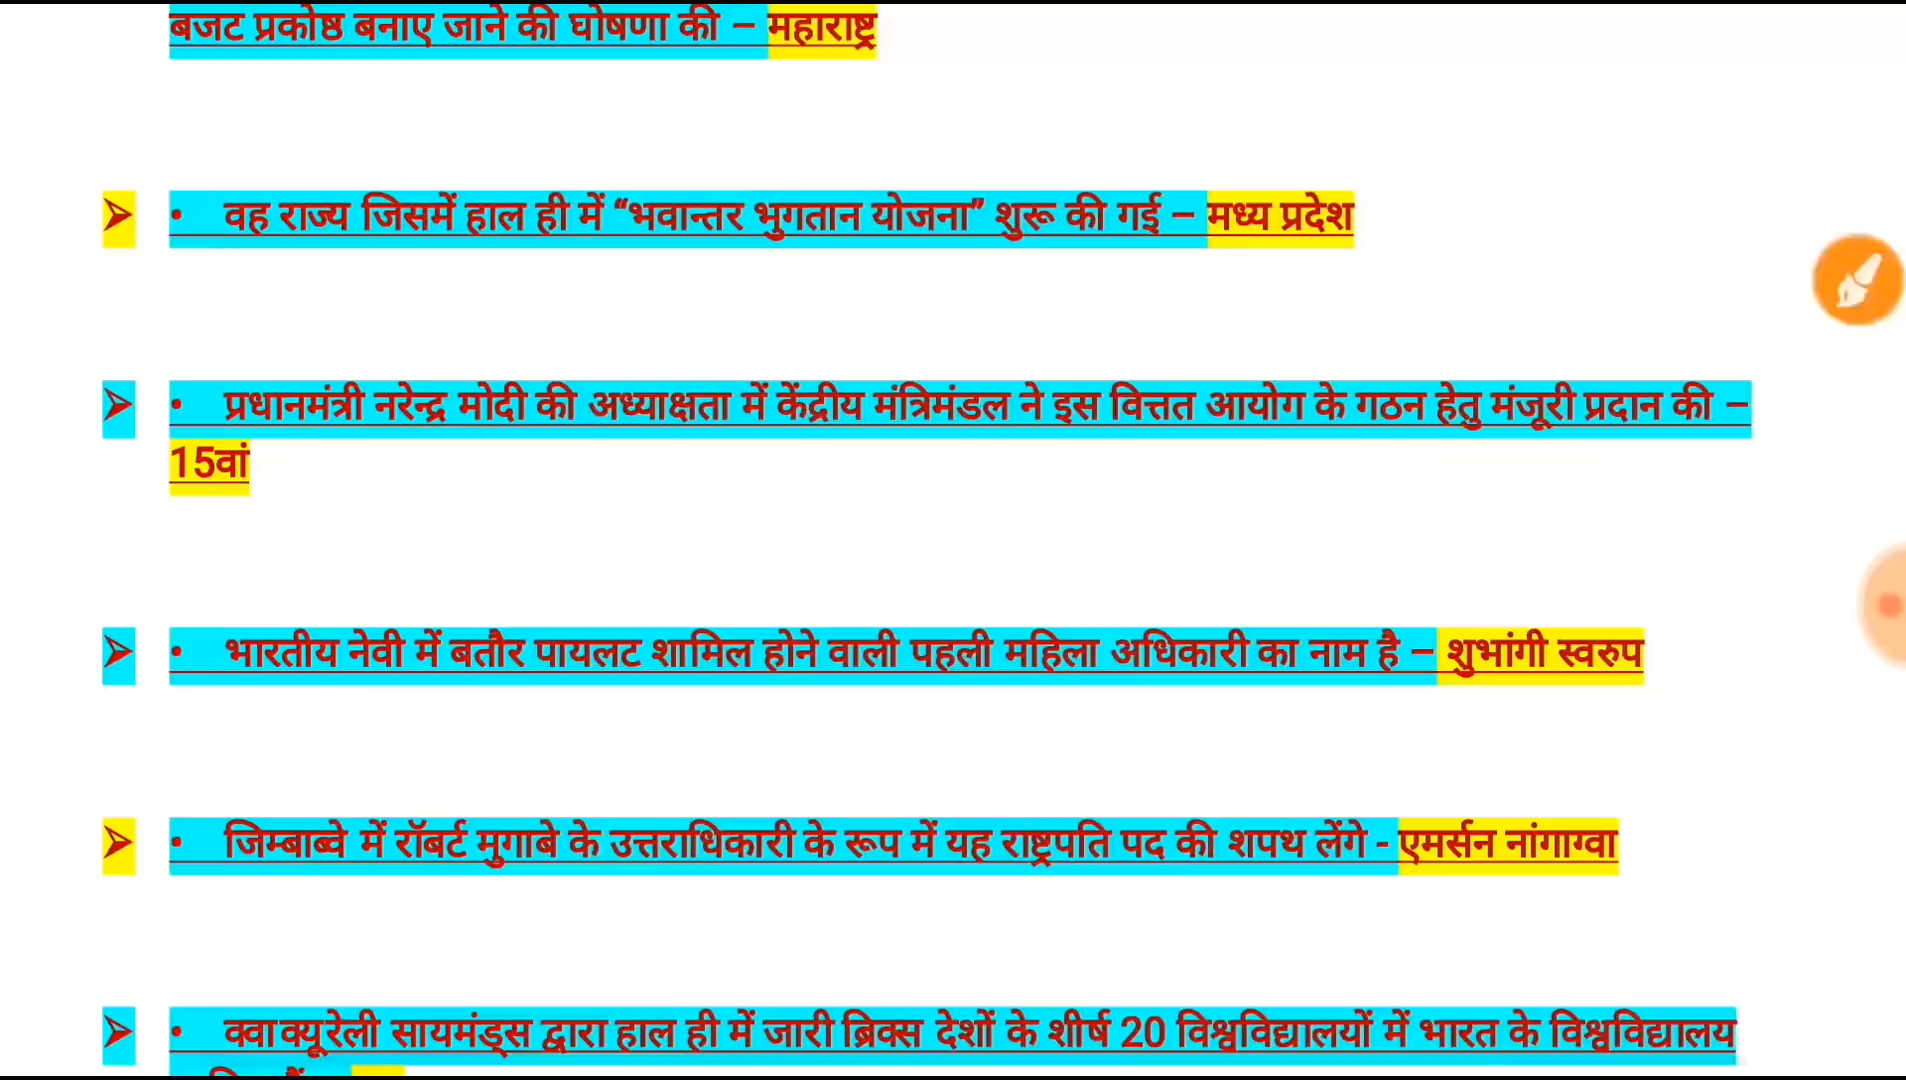 बजट प्रकोष्ठ बनाए जाने की घोषणा की – महाराष्ट्र
➢ • वह राज्य जिसमें हाल ही में “भवान्तर भुगतान योजना” शुरू की गई – मध्य प्रदेश
➢ • प्रधानमंत्री नरेन्द्र मोदी की अध्याक्षता में केंद्रीय मंत्रिमंडल ने इस वित्तत आयोग के गठन हेतु मंजूरी प्रदान की –
15वां
➢ • भारतीय नेवी में बतौर पायलट शामिल होने वाली पहली महिला अधिकारी का नाम है – शुभांगी स्वरुप
➢ • जिम्बाब्वे में रॉबर्ट मुगाबे के उत्तराधिकारी के रूप में यह राष्ट्रपति पद की शपथ लेंगे - एमर्सन नांगाग्वा
➢ • क्वाक्यूरेली सायमंड्स द्वारा हाल ही में जारी ब्रिक्स देशों के शीर्ष 20 विश्वविद्यालयों में भारत के विश्वविद्यालय